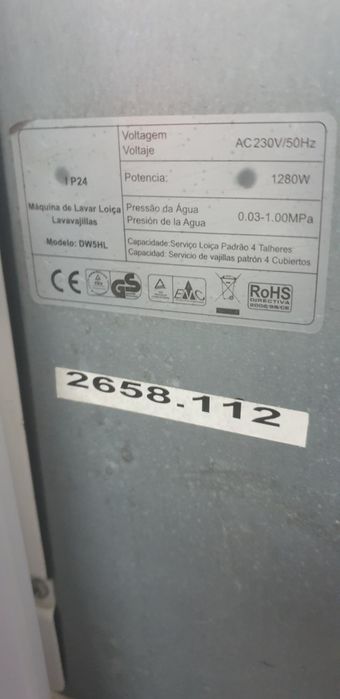 IP24
Voltagem
Voltaje
AC230V/50Hz
Potencia:
1280W
Máquina de Lavar Loiça
Lavavajillas
Pressão da Água
Presión de la Agua
0.03-1.00MPa
Modelo: DW5HL
Capacidade:Serviço Loiça Padrão 4 Talheres
Capacidad: Servicio de vajillas patrón 4 Cubiertos
CE
GS
EMC
RoHS
DIRECTIVA
2658.112